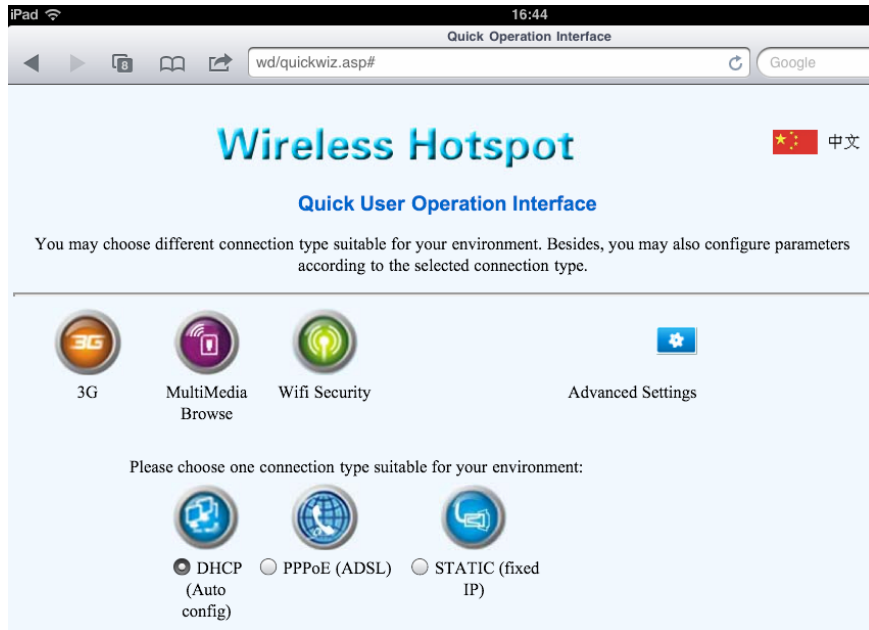 iPad 16:44
Quick Operation Interface
8 wd/quickwiz.asp# Google
Wireless Hotspot 中文
Quick User Operation Interface
You may choose different connection type suitable for your environment. Besides, you may also configure parameters
according to the selected connection type.
3G
3G MultiMedia Wifi Security Advanced Settings
Browse
Please choose one connection type suitable for your environment:
DHCP PPPoE (ADSL) STATIC (fixed
(Auto IP)
config)